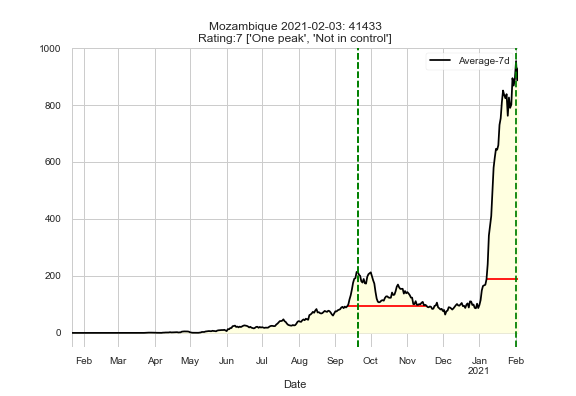 Mozambique 2021-02-03: 41433
Rating:7 ['One peak', 'Not in control']
Average-7d
1000
800
600
400
200
0
Feb Mar Apr May Jun Jul Aug Sep Oct Nov Dec Jan Feb
2021
Date